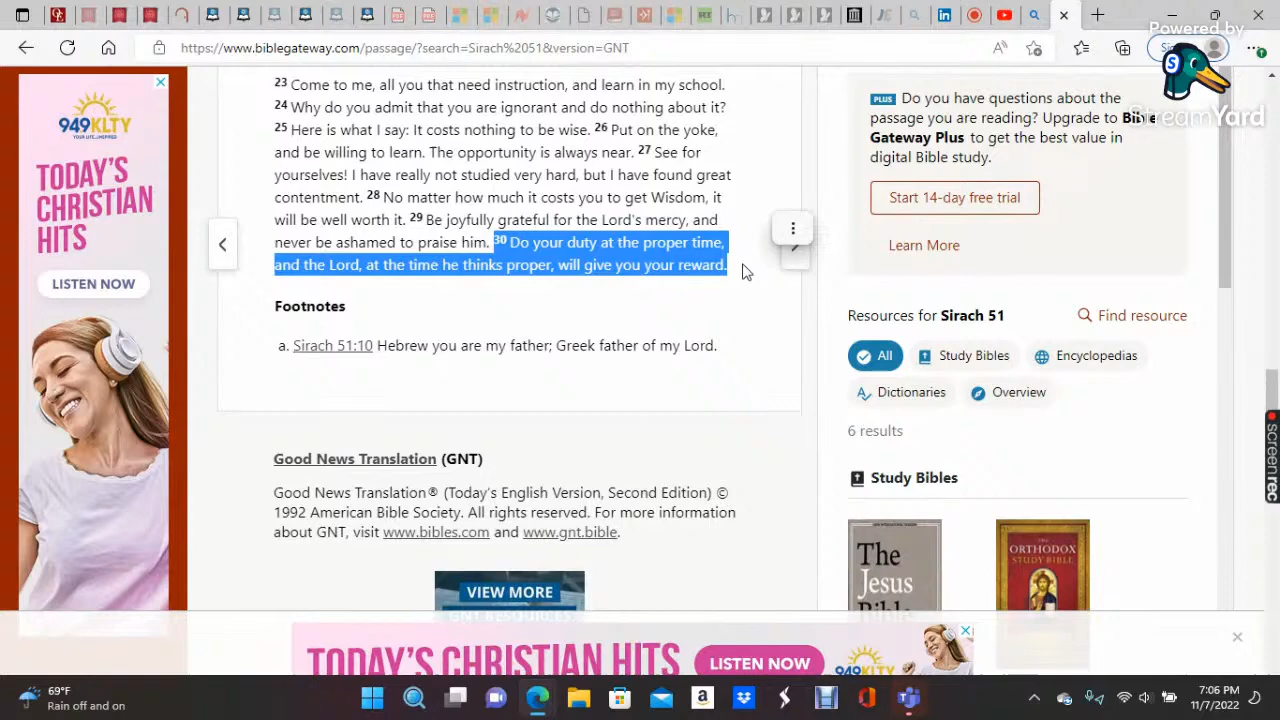 Powered by
StreamYard
https://www.biblegateway.com/passage/?search=Sirach%2051&version=GNT
949KLTY
YOUR LIFE...INSPIRED
TODAY'S
CHRISTIAN
HITS
LISTEN NOW
23 Come to me, all you that need instruction, and learn in my school.
24 Why do you admit that you are ignorant and do nothing about it?
25 Here is what I say: It costs nothing to be wise. 26 Put on the yoke,
and be willing to learn. The opportunity is always near. 27 See for
yourselves! I have really not studied very hard, but I have found great
contentment. 28 No matter how much it costs you to get Wisdom, it
will be well worth it. 29 Be joyfully grateful for the Lord's mercy, and
never be ashamed to praise him. 30 Do your duty at the proper time,
and the Lord, at the time he thinks proper, will give you your reward.
Footnotes
a. Sirach 51:10 Hebrew you are my father; Greek father of my Lord.
Good News Translation (GNT)
Good News Translation® (Today's English Version, Second Edition) ©
1992 American Bible Society. All rights reserved. For more information
about GNT, visit www.bibles.com and www.gnt.bible.
VIEW MORE
PLUS Do you have questions about the
passage you are reading? Upgrade to Bible
Gateway Plus to get the best value in
digital Bible study.
Start 14-day free trial
Learn More
Resources for Sirach 51
Find resource
All
Study Bibles
Encyclopedias
Dictionaries
Overview
6 results
Study Bibles
The
Jesus
Bible
THE
ORTHODOX
STUDY BIBLE
screenrec
TODAY'S CHRISTIAN HITS
LISTEN NOW
949KLTY
69°F
Rain off and on
7:06 PM
11/7/2022